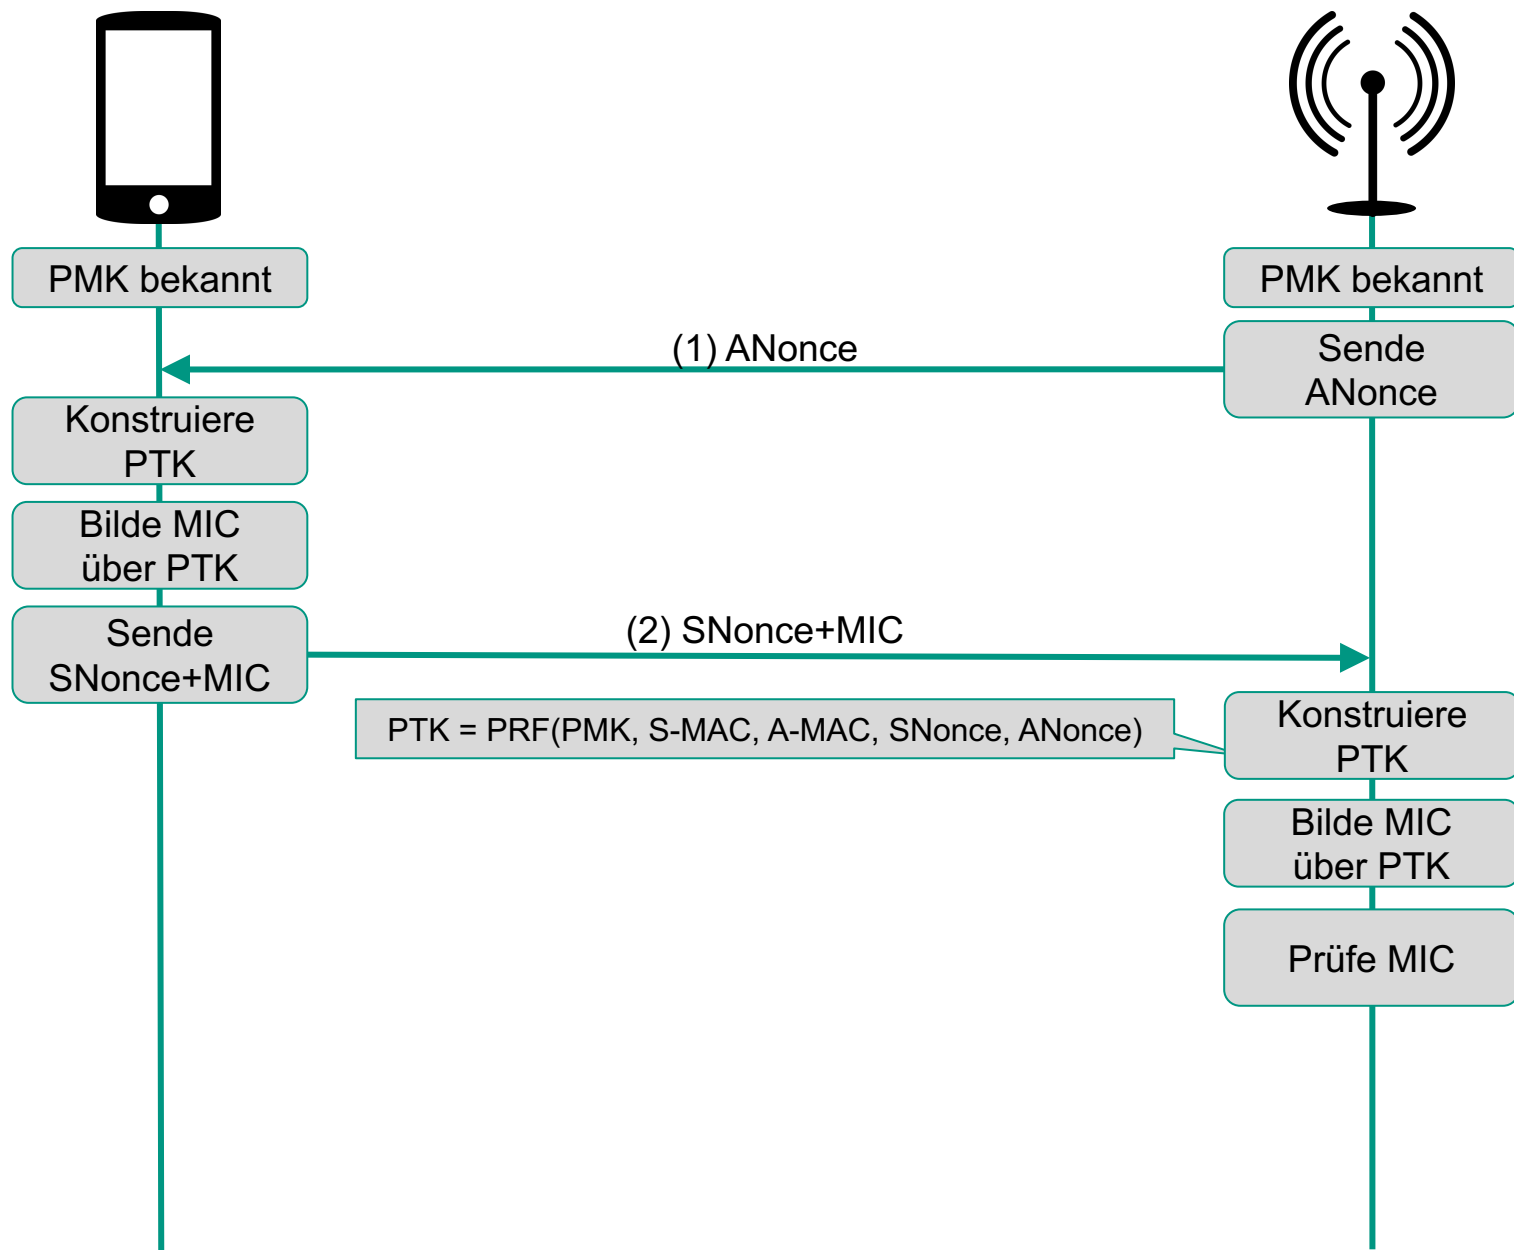 PMK bekannt
PMK bekannt
(1) ANonce
Sende
ANonce
Konstruiere
PTK
Bilde MIC
über PTK
Sende
SNonce+MIC
(2) SNonce+MIC
PTK = PRF(PMK, S-MAC, A-MAC, SNonce, ANonce)
Konstruiere
PTK
Bilde MIC
über PTK
Prüfe MIC